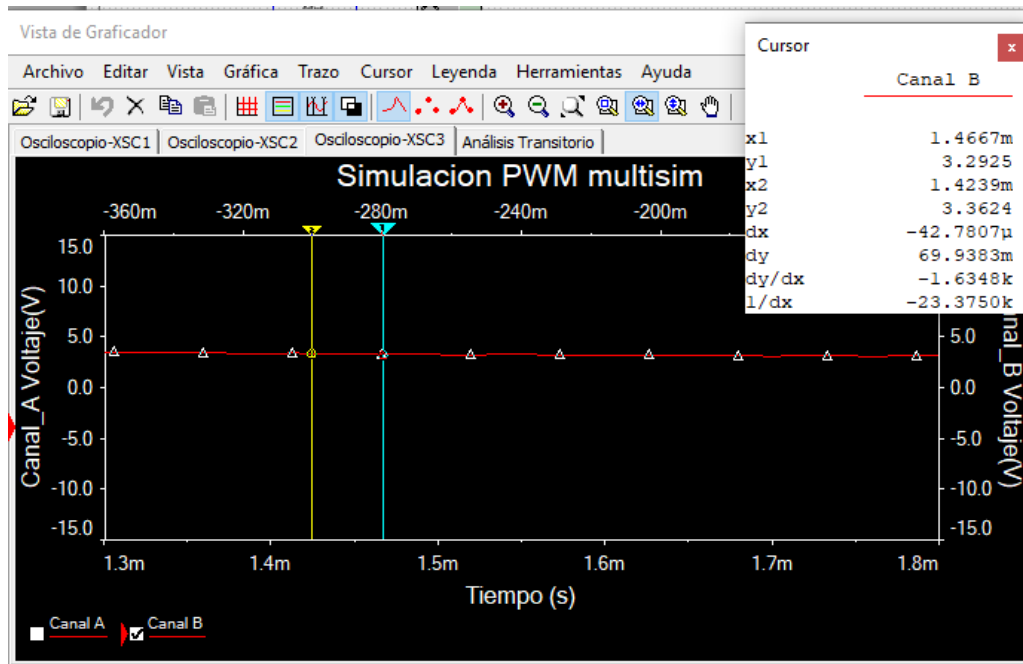 Vista de Graficador
Archivo Editar Vista Gráfica Trazo Cursor Leyenda Herramientas Ayuda
Osciloscopio-XSC1 Osciloscopio-XSC2 Osciloscopio-XSC3 Análisis Transitorio
Simulacion PWM multisim
-360m -320m -280m -240m -200m
2 1
15.0
10.0
5.0
0.0
-5.0
-10.0
-15.0
Canal_A Voltaje(V)
5.0
0.0
-5.0
-10.0
-15.0
nal_B Voltaje(V)
1.3m 1.4m 1.5m 1.6m 1.7m 1.8m
Tiempo (s)
Canal A Canal B
Cursor x
Canal B
x1 1.4667m
y1 3.2925
x2 1.4239m
y2 3.3624
dx -42.7807µ
dy 69.9383m
dy/dx -1.6348k
1/dx -23.3750k